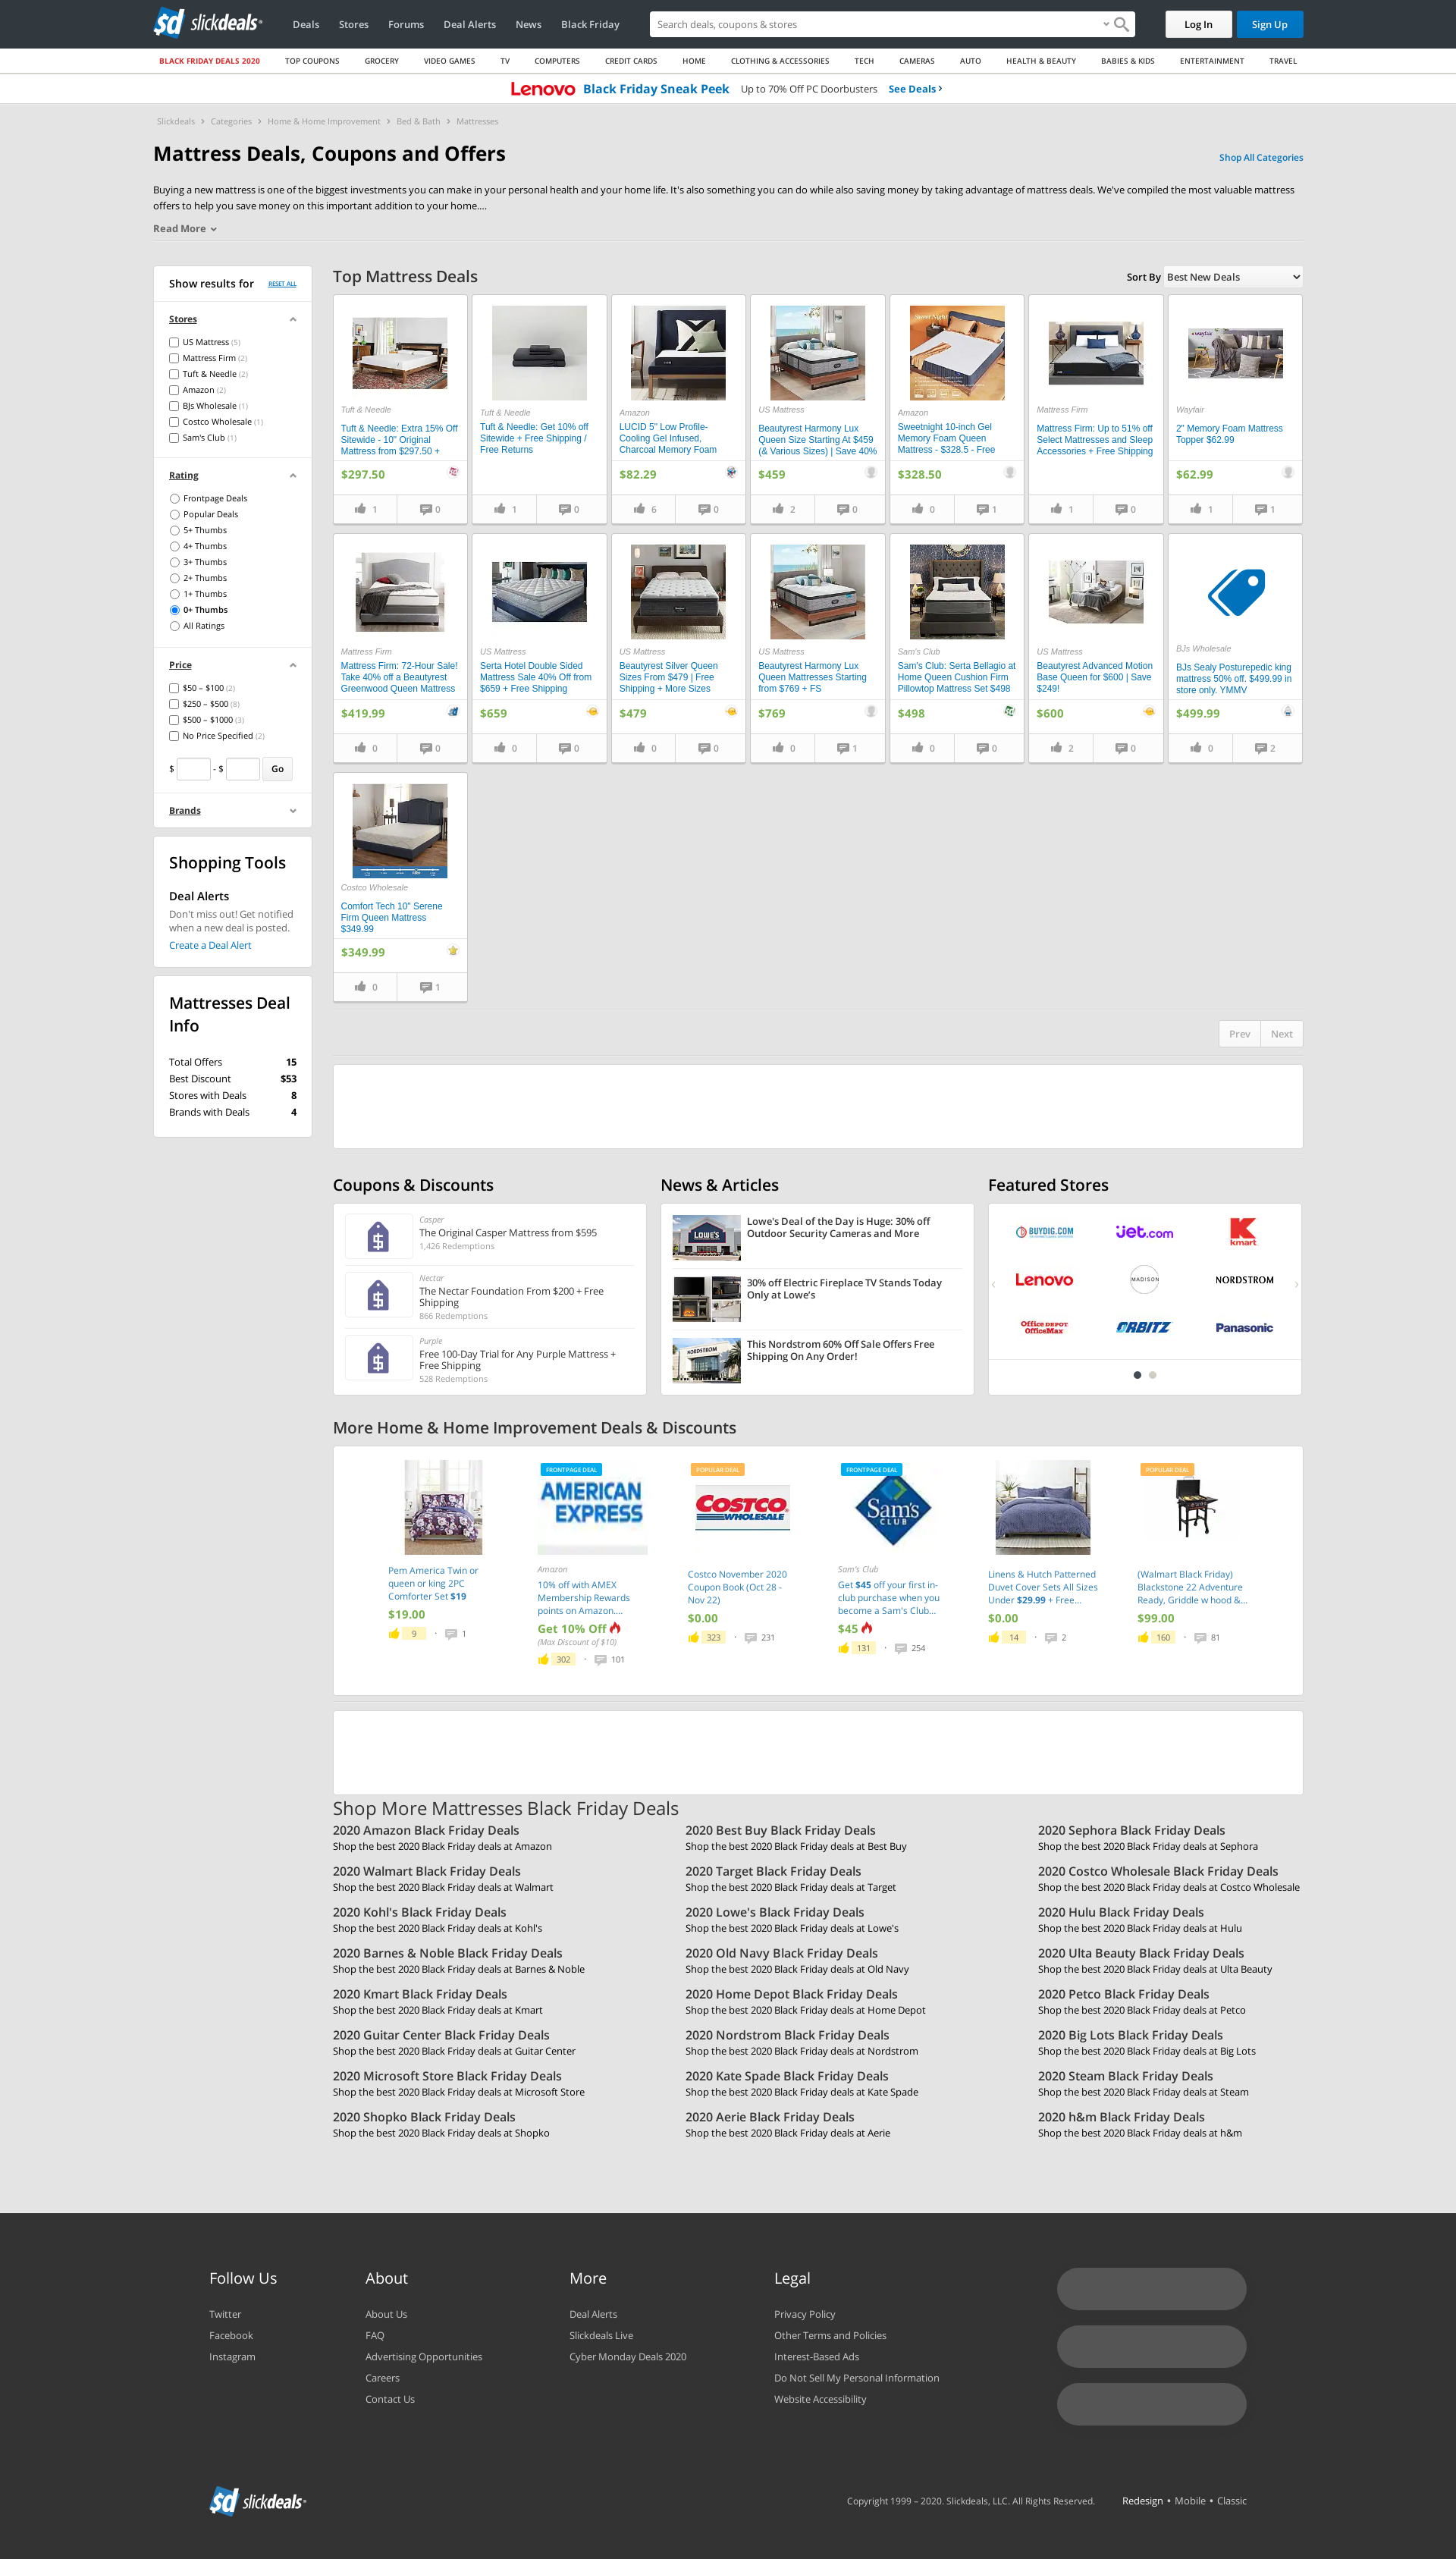 slickdeals
Deals
Stores
Forums
Deal Alerts
News
Black Friday
Search deals, coupons & stores
Log In
Sign Up
BLACK FRIDAY DEALS 2020
TOP COUPONS
GROCERY
VIDEO GAMES
TV
COMPUTERS
CREDIT CARDS
HOME
CLOTHING & ACCESSORIES
TECH
CAMERAS
AUTO
HEALTH & BEAUTY
BABIES & KIDS
ENTERTAINMENT
TRAVEL
Lenovo Black Friday Sneak Peek Up to 70% Off PC Doorbusters See Deals ›
Slickdeals › Categories › Home & Home Improvement › Bed & Bath › Mattresses
Mattress Deals, Coupons and Offers
Shop All Categories
Buying a new mattress is one of the biggest investments you can make in your personal health and your home life. It's also something you can do while also saving money by taking advantage of mattress deals. We've compiled the most valuable mattress
offers to help you save money on this important addition to your home....
Read More
Show results for
RESET ALL
Stores
US Mattress (5)
Mattress Firm (2)
Tuft & Needle (2)
Amazon (2)
BJs Wholesale (1)
Costco Wholesale (1)
Sam's Club (1)
Rating
Frontpage Deals
Popular Deals
5+ Thumbs
4+ Thumbs
3+ Thumbs
2+ Thumbs
1+ Thumbs
0+ Thumbs
All Ratings
Price
$50 – $100 (2)
$250 – $500 (8)
$500 – $1000 (3)
No Price Specified (2)
$ - $ Go
Brands
Shopping Tools
Deal Alerts
Don't miss out! Get notified
when a new deal is posted.
Create a Deal Alert
Mattresses Deal
Info
Total Offers 15
Best Discount $53
Stores with Deals 8
Brands with Deals 4
Top Mattress Deals
Sort By Best New Deals
Tuft & Needle
Tuft & Needle: Extra 15% Off
Sitewide - 10" Original
Mattress from $297.50 +
$297.50
1 0
Tuft & Needle
Tuft & Needle: Get 10% off
Sitewide + Free Shipping /
Free Returns
1 0
Amazon
LUCID 5" Low Profile-
Cooling Gel Infused,
Charcoal Memory Foam
$82.29
6 0
US Mattress
Beautyrest Harmony Lux
Queen Size Starting At $459
(& Various Sizes) | Save 40%
$459
2 0
Amazon
Sweetnight 10-inch Gel
Memory Foam Queen
Mattress - $328.5 - Free
$328.50
0 1
Mattress Firm
Mattress Firm: Up to 51% off
Select Mattresses and Sleep
Accessories + Free Shipping
1 0
Wayfair
2" Memory Foam Mattress
Topper $62.99
$62.99
1 1
Mattress Firm
Mattress Firm: 72-Hour Sale!
Take 40% off a Beautyrest
Greenwood Queen Mattress
$419.99
0 0
US Mattress
Serta Hotel Double Sided
Mattress Sale 40% Off from
$659 + Free Shipping
$659
0 0
US Mattress
Beautyrest Silver Queen
Sizes From $479 | Free
Shipping + More Sizes
$479
0 0
US Mattress
Beautyrest Harmony Lux
Queen Mattresses Starting
from $769 + FS
$769
0 1
Sam's Club
Sam's Club: Serta Bellagio at
Home Queen Cushion Firm
Pillowtop Mattress Set $498
$498
0 0
US Mattress
Beautyrest Advanced Motion
Base Queen for $600 | Save
$249!
$600
2 0
BJs Wholesale
BJs Sealy Posturepedic king
mattress 50% off. $499.99 in
store only. YMMV
$499.99
0 2
Costco Wholesale
Comfort Tech 10" Serene
Firm Queen Mattress
$349.99
$349.99
0 1
Prev
Next
Coupons & Discounts
Casper
The Original Casper Mattress from $595
1,426 Redemptions
Nectar
The Nectar Foundation From $200 + Free
Shipping
866 Redemptions
Purple
Free 100-Day Trial for Any Purple Mattress +
Free Shipping
528 Redemptions
News & Articles
LOWE'S
Lowe's Deal of the Day is Huge: 30% off
Outdoor Security Cameras and More
30% off Electric Fireplace TV Stands Today
Only at Lowe's
NORDSTROM
This Nordstrom 60% Off Sale Offers Free
Shipping On Any Order!
Featured Stores
BUYDIG.COM
jet.com
kmart
Lenovo
MADISON
NORDSTROM
Office DEPOT
OfficeMax
ORBITZ
Panasonic
More Home & Home Improvement Deals & Discounts
Pem America Twin or
queen or king 2PC
Comforter Set $19
$19.00
9 · 1
FRONTPAGE DEAL
AMERICAN
EXPRESS
Amazon
10% off with AMEX
Membership Rewards
points on Amazon....
Get 10% Off
(Max Discount of $10)
302 · 101
POPULAR DEAL
COSTCO
WHOLESALE
Costco November 2020
Coupon Book (Oct 28 -
Nov 22)
$0.00
323 · 231
FRONTPAGE DEAL
Sam's
CLUB
Sam's Club
Get $45 off your first in-
club purchase when you
become a Sam's Club...
$45
131 · 254
Linens & Hutch Patterned
Duvet Cover Sets All Sizes
Under $29.99 + Free...
$0.00
14 · 2
POPULAR DEAL
(Walmart Black Friday)
Blackstone 22 Adventure
Ready, Griddle w hood &...
$99.00
160 · 81
Shop More Mattresses Black Friday Deals
2020 Amazon Black Friday Deals
Shop the best 2020 Black Friday deals at Amazon
2020 Best Buy Black Friday Deals
Shop the best 2020 Black Friday deals at Best Buy
2020 Sephora Black Friday Deals
Shop the best 2020 Black Friday deals at Sephora
2020 Walmart Black Friday Deals
Shop the best 2020 Black Friday deals at Walmart
2020 Target Black Friday Deals
Shop the best 2020 Black Friday deals at Target
2020 Costco Wholesale Black Friday Deals
Shop the best 2020 Black Friday deals at Costco Wholesale
2020 Kohl's Black Friday Deals
Shop the best 2020 Black Friday deals at Kohl's
2020 Lowe's Black Friday Deals
Shop the best 2020 Black Friday deals at Lowe's
2020 Hulu Black Friday Deals
Shop the best 2020 Black Friday deals at Hulu
2020 Barnes & Noble Black Friday Deals
Shop the best 2020 Black Friday deals at Barnes & Noble
2020 Old Navy Black Friday Deals
Shop the best 2020 Black Friday deals at Old Navy
2020 Ulta Beauty Black Friday Deals
Shop the best 2020 Black Friday deals at Ulta Beauty
2020 Kmart Black Friday Deals
Shop the best 2020 Black Friday deals at Kmart
2020 Home Depot Black Friday Deals
Shop the best 2020 Black Friday deals at Home Depot
2020 Petco Black Friday Deals
Shop the best 2020 Black Friday deals at Petco
2020 Guitar Center Black Friday Deals
Shop the best 2020 Black Friday deals at Guitar Center
2020 Nordstrom Black Friday Deals
Shop the best 2020 Black Friday deals at Nordstrom
2020 Big Lots Black Friday Deals
Shop the best 2020 Black Friday deals at Big Lots
2020 Microsoft Store Black Friday Deals
Shop the best 2020 Black Friday deals at Microsoft Store
2020 Kate Spade Black Friday Deals
Shop the best 2020 Black Friday deals at Kate Spade
2020 Steam Black Friday Deals
Shop the best 2020 Black Friday deals at Steam
2020 Shopko Black Friday Deals
Shop the best 2020 Black Friday deals at Shopko
2020 Aerie Black Friday Deals
Shop the best 2020 Black Friday deals at Aerie
2020 h&m Black Friday Deals
Shop the best 2020 Black Friday deals at h&m
Follow Us
Twitter
Facebook
Instagram
About
About Us
FAQ
Advertising Opportunities
Careers
Contact Us
More
Deal Alerts
Slickdeals Live
Cyber Monday Deals 2020
Legal
Privacy Policy
Other Terms and Policies
Interest-Based Ads
Do Not Sell My Personal Information
Website Accessibility
slickdeals
Copyright 1999 – 2020. Slickdeals, LLC. All Rights Reserved.
Redesign • Mobile • Classic